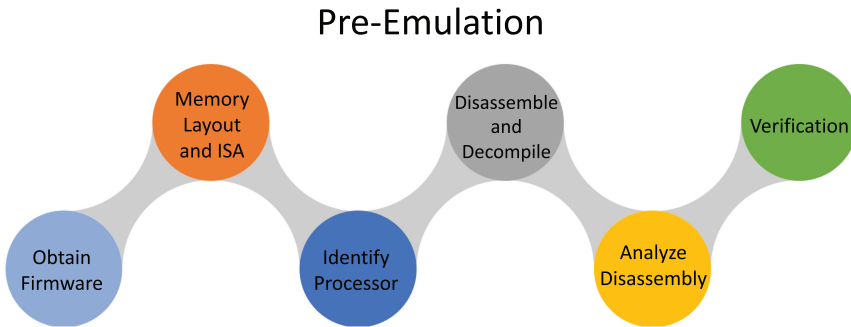 Pre-Emulation
Obtain
Firmware
Memory
Layout
and ISA
Identify
Processor
Disassemble
and
Decompile
Analyze
Disassembly
Verification